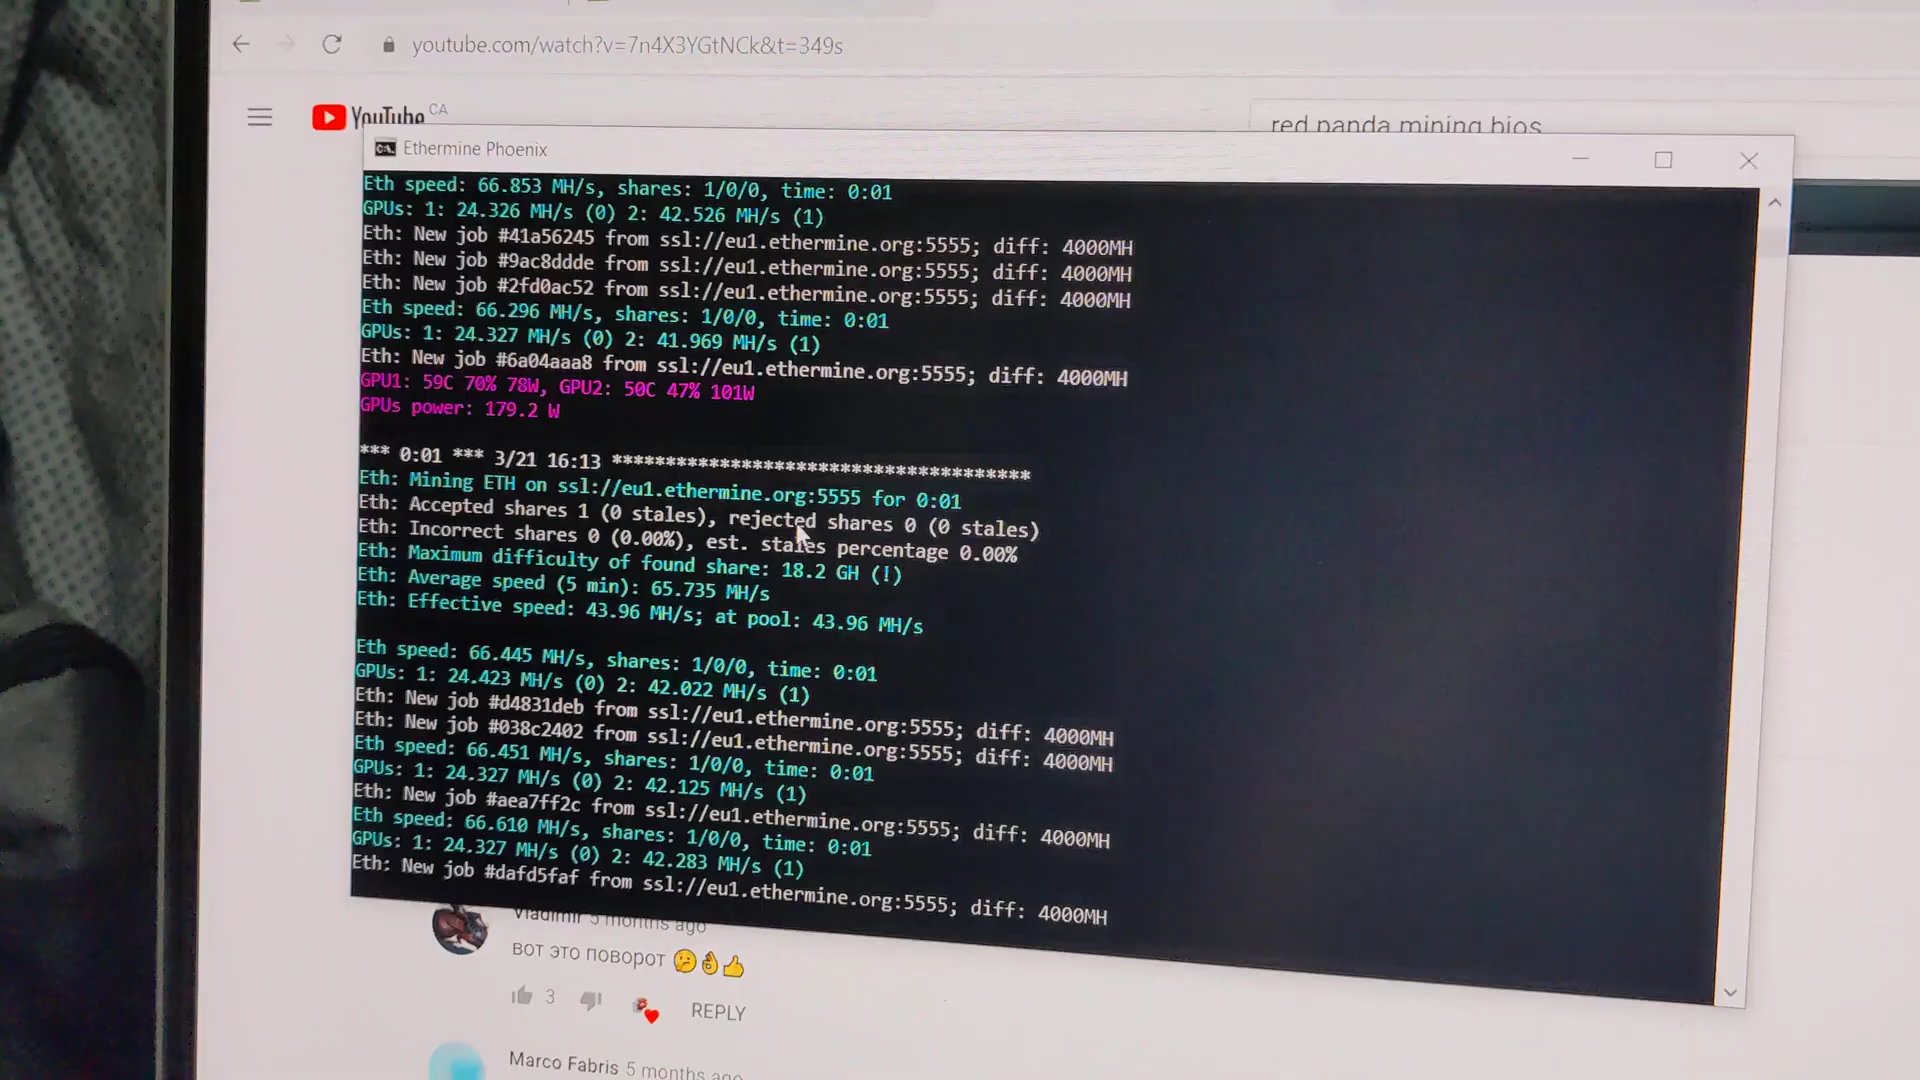 youtube.com/watch?v=7n4X3YGtNCk&t=349s
YouTube CA
red panda mining bios
Ethermine Phoenix
Eth speed: 66.853 MH/s, shares: 1/0/0, time: 0:01
GPUs: 1: 24.326 MH/s (0) 2: 42.526 MH/s (1)
Eth: New job #41a56245 from ssl://eu1.ethermine.org:5555; diff: 4000MH
Eth: New job #9ac8ddde from ssl://eu1.ethermine.org:5555; diff: 4000MH
Eth: New job #2fd0ac52 from ssl://eu1.ethermine.org:5555; diff: 4000MH
Eth speed: 66.296 MH/s, shares: 1/0/0, time: 0:01
GPUs: 1: 24.327 MH/s (0) 2: 41.969 MH/s (1)
Eth: New job #6a04aaa8 from ssl://eu1.ethermine.org:5555; diff: 4000MH
GPU1: 59C 70% 78W, GPU2: 50C 47% 101W
GPUs power: 179.2 W
*** 0:01 *** 3/21 16:13 **************************************
Eth: Mining ETH on ssl://eu1.ethermine.org:5555 for 0:01
Eth: Accepted shares 1 (0 stales), rejected shares 0 (0 stales)
Eth: Incorrect shares 0 (0.00%), est. stales percentage 0.00%
Eth: Maximum difficulty of found share: 18.2 GH (!)
Eth: Average speed (5 min): 65.735 MH/s
Eth: Effective speed: 43.96 MH/s; at pool: 43.96 MH/s
Eth speed: 66.445 MH/s, shares: 1/0/0, time: 0:01
GPUs: 1: 24.423 MH/s (0) 2: 42.022 MH/s (1)
Eth: New job #d4831deb from ssl://eu1.ethermine.org:5555; diff: 4000MH
Eth: New job #038c2402 from ssl://eu1.ethermine.org:5555; diff: 4000MH
Eth speed: 66.451 MH/s, shares: 1/0/0, time: 0:01
GPUs: 1: 24.327 MH/s (0) 2: 42.125 MH/s (1)
Eth: New job #aea7ff2c from ssl://eu1.ethermine.org:5555; diff: 4000MH
Eth speed: 66.610 MH/s, shares: 1/0/0, time: 0:01
GPUs: 1: 24.327 MH/s (0) 2: 42.283 MH/s (1)
Eth: New job #dafd5faf from ssl://eu1.ethermine.org:5555; diff: 4000MH
Vladimir 5 months ago
вот это поворот 🤔👌👍
3 REPLY
Marco Fabris 5 months ago